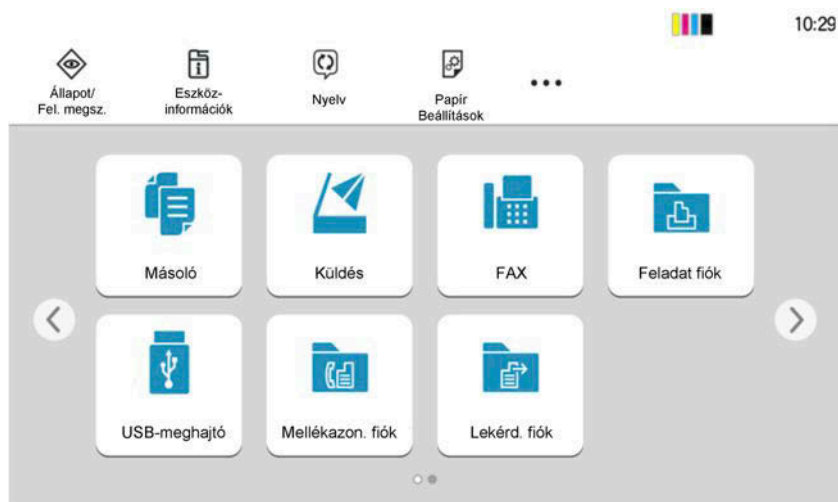 10:29
Állapot/
Fel. megsz.
Eszköz-
információk
Nyelv
Papír
Beállítások
Másoló
Küldés
FAX
Feladat fiók
USB-meghajtó
Mellékazon. fiók
Lekérd. fiók